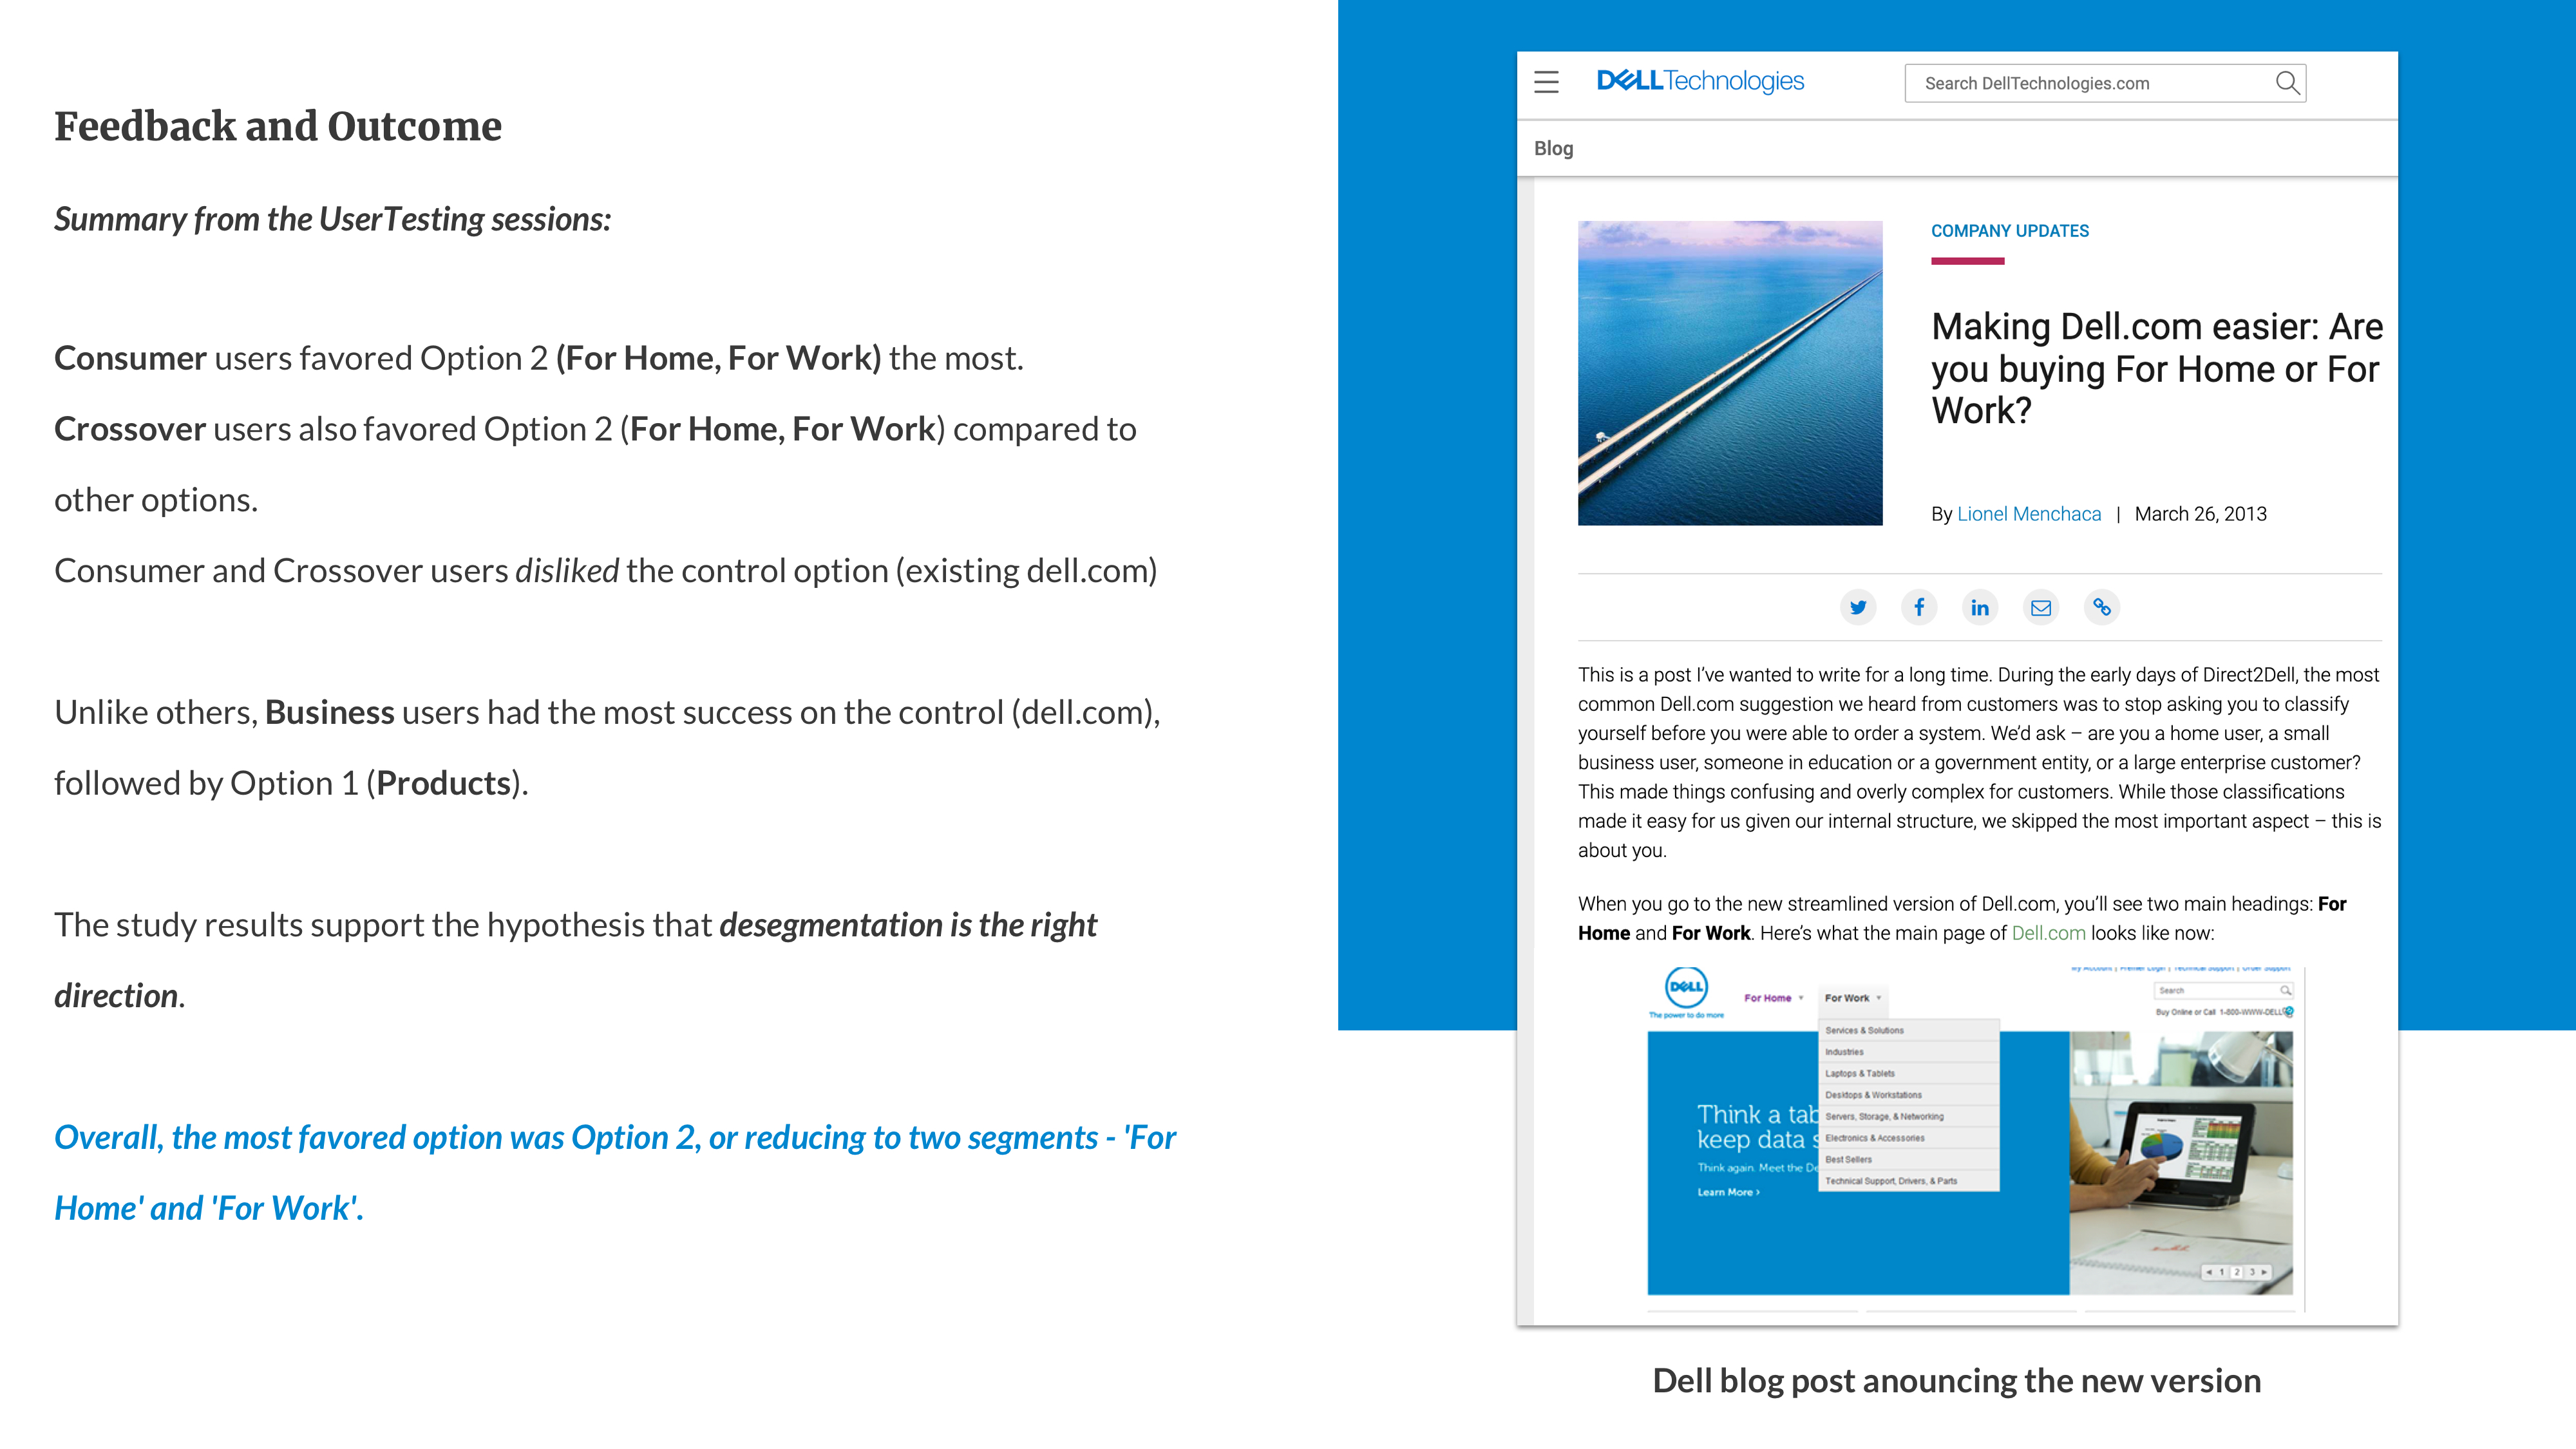 Feedback and Outcome
Summary from the UserTesting sessions:
Consumer users favored Option 2 (For Home, For Work) the most.
Crossover users also favored Option 2 (For Home, For Work) compared to
other options.
Consumer and Crossover users disliked the control option (existing dell.com)
Unlike others, Business users had the most success on the control (dell.com),
followed by Option 1 (Products).
The study results support the hypothesis that desegmentation is the right
direction.
Overall, the most favored option was Option 2, or reducing to two segments - 'For
Home' and 'For Work'.
DELL Technologies
Search DellTechnologies.com
Blog
COMPANY UPDATES
Making Dell.com easier: Are
you buying For Home or For
Work?
By Lionel Menchaca | March 26, 2013
This is a post I’ve wanted to write for a long time. During the early days of Direct2Dell, the most
common Dell.com suggestion we heard from customers was to stop asking you to classify
yourself before you were able to order a system. We’d ask – are you a home user, a small
business user, someone in education or a government entity, or a large enterprise customer?
This made things confusing and overly complex for customers. While those classifications
made it easy for us given our internal structure, we skipped the most important aspect – this is
about you.
When you go to the new streamlined version of Dell.com, you’ll see two main headings: For
Home and For Work. Here’s what the main page of Dell.com looks like now:
My Account | Premier Login | Technical Support | Order Support
DELL
The power to do more
For Home
For Work
Search
Buy Online or Call 1-800-WWW-DELL
Services & Solutions
Industries
Laptops & Tablets
Desktops & Workstations
Servers, Storage, & Networking
Electronics & Accessories
Best Sellers
Technical Support, Drivers, & Parts
Think a tab
keep data s
Think again. Meet the De
Learn More ›
1 2 3
Dell blog post anouncing the new version